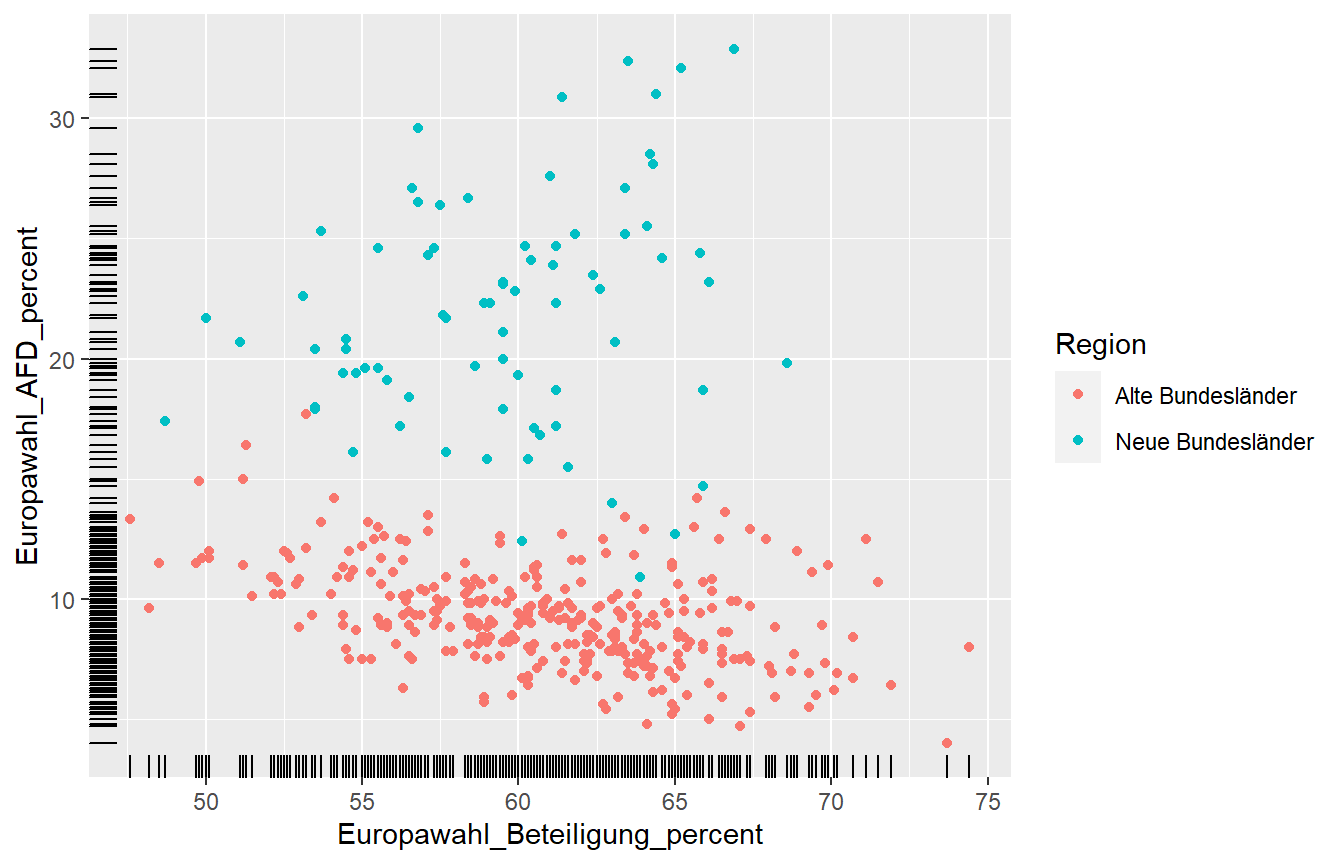 30
20
10
Europawahl_AFD_percent
50
55
60
65
70
75
Europawahl_Beteiligung_percent
Region
Alte Bundesländer
Neue Bundesländer